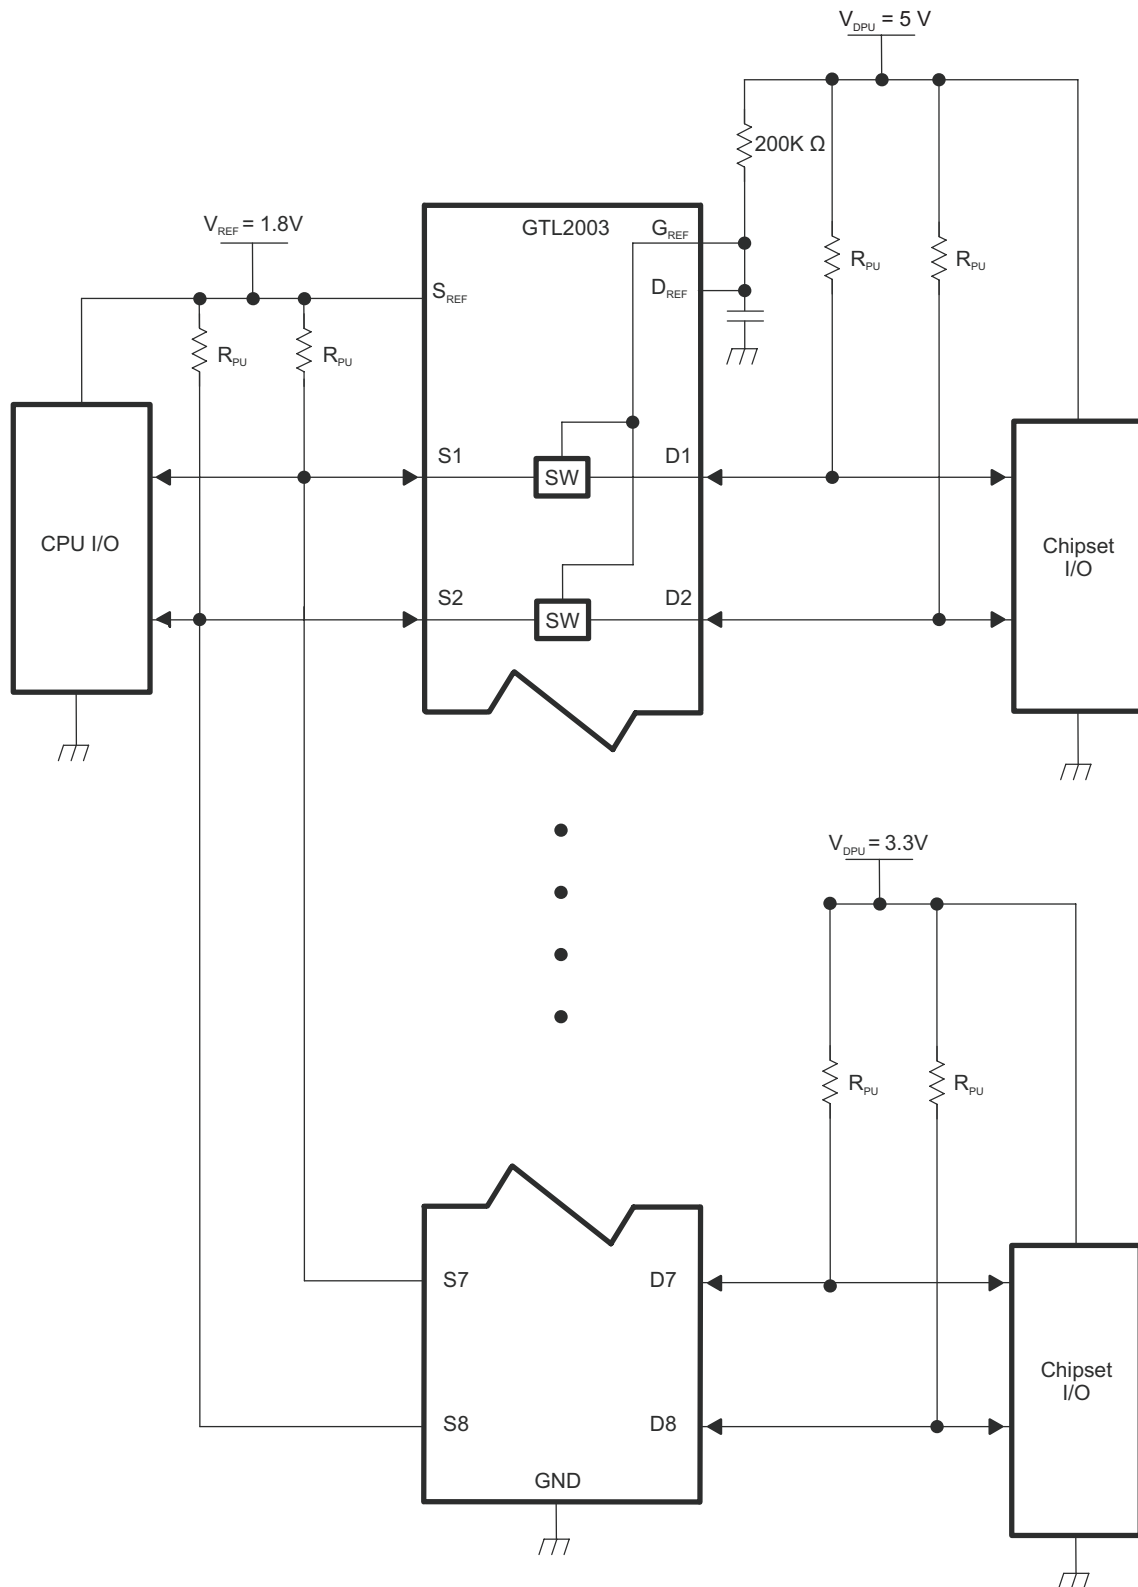 V_DPU = 5 V
200K Ω
V_REF = 1.8V
GTL2003
G_REF
R_PU
R_PU
S_REF
D_REF
R_PU
R_PU
S1
SW
D1
CPU I/O
Chipset
I/O
S2
SW
D2
V_DPU = 3.3V
R_PU
R_PU
S7
D7
Chipset
I/O
S8
D8
GND